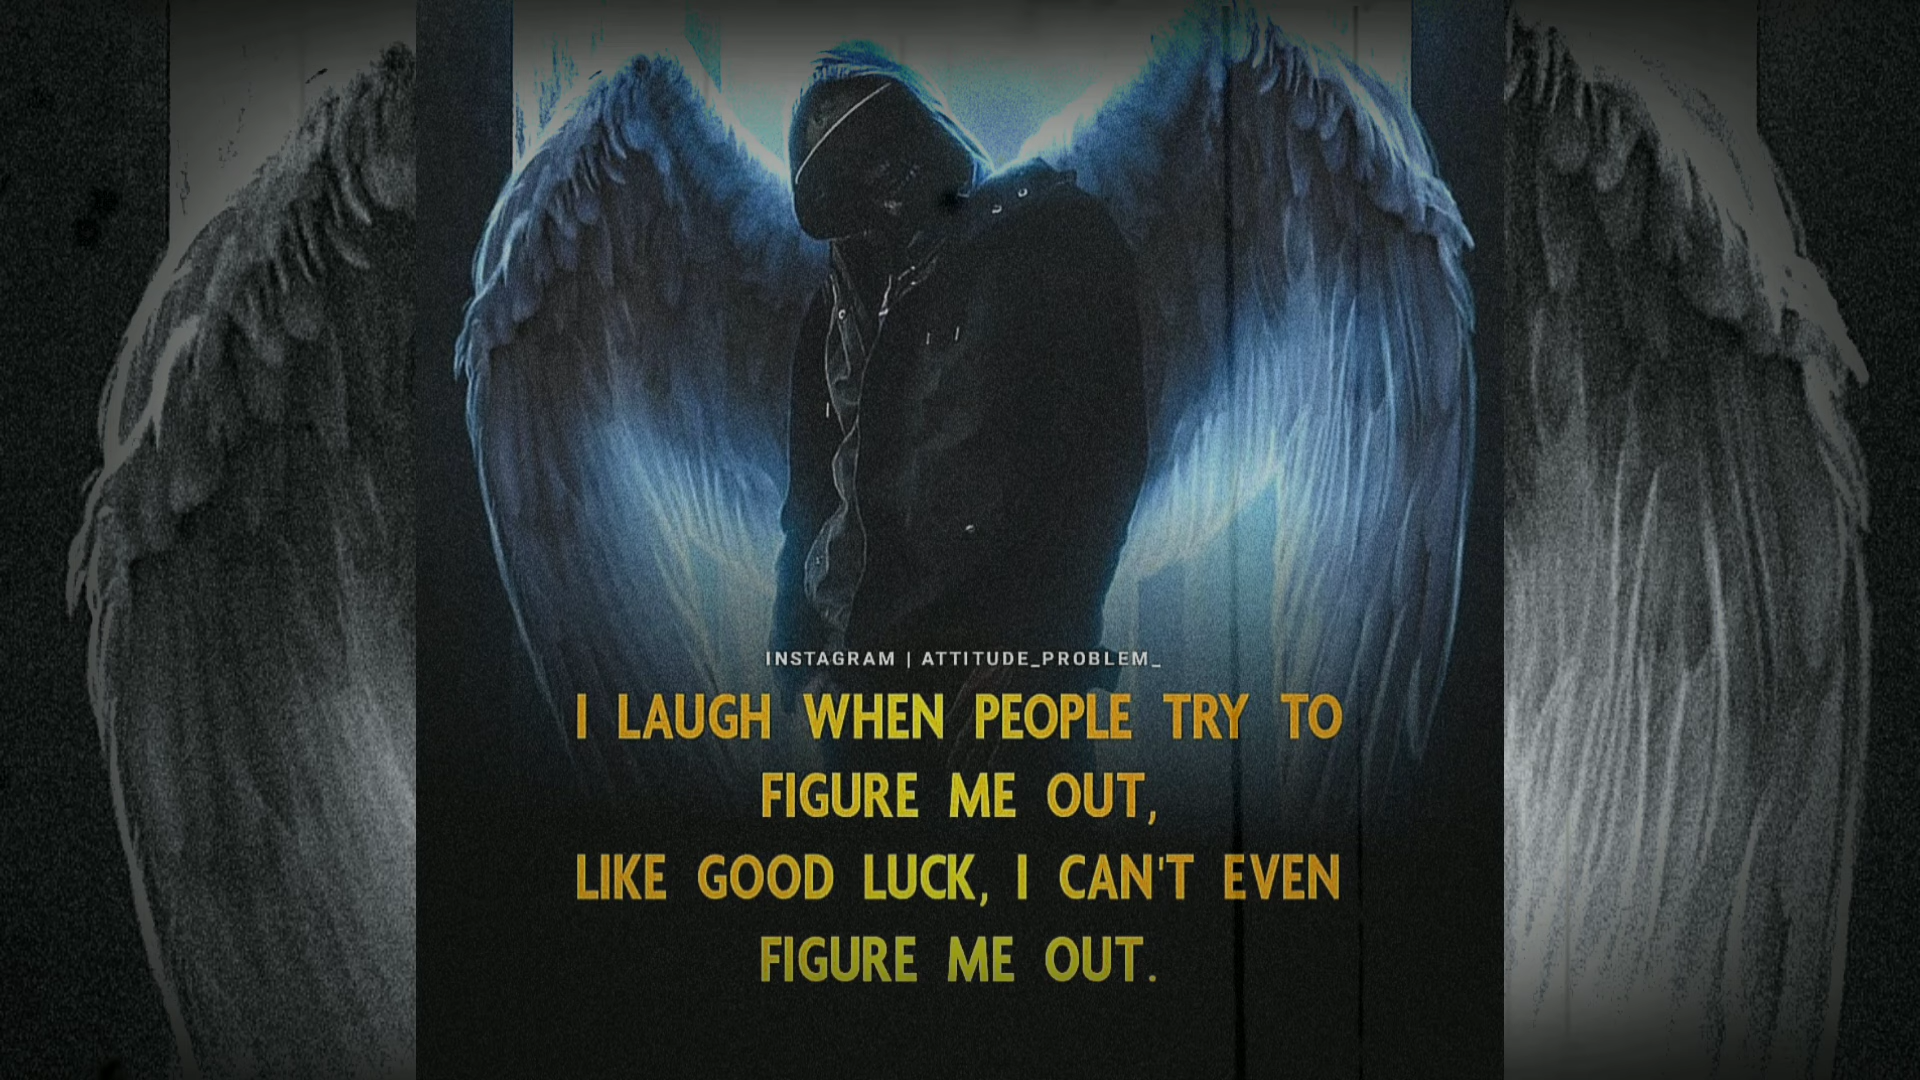 INSTAGRAM | ATTITUDE_PROBLEM_
I LAUGH WHEN PEOPLE TRY TO
FIGURE ME OUT,
LIKE GOOD LUCK, I CAN'T EVEN
FIGURE ME OUT.